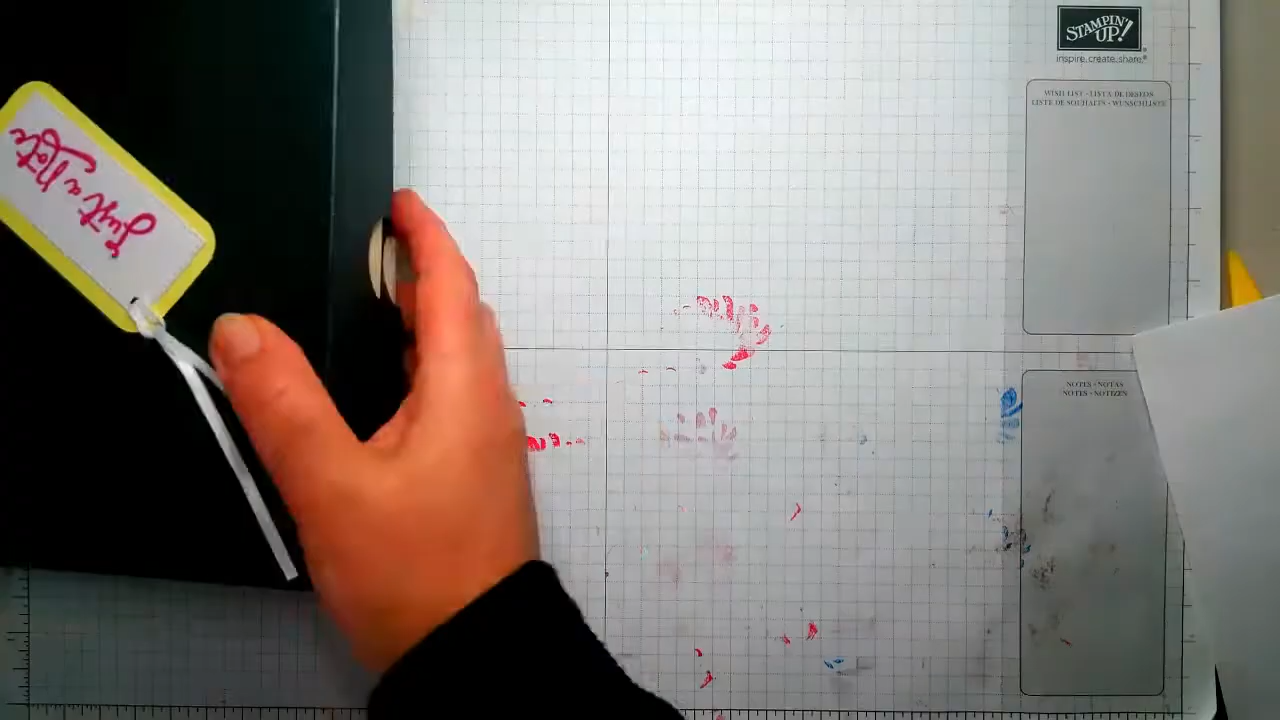 STAMPIN' UP!®
inspire.create.share.®
WISH LIST • LISTA DE DESEOS
LISTE DE SOUHAITS • WUNSCHLISTE
Just a Note
NOTES • NOTAS
NOTES • NOTIZEN